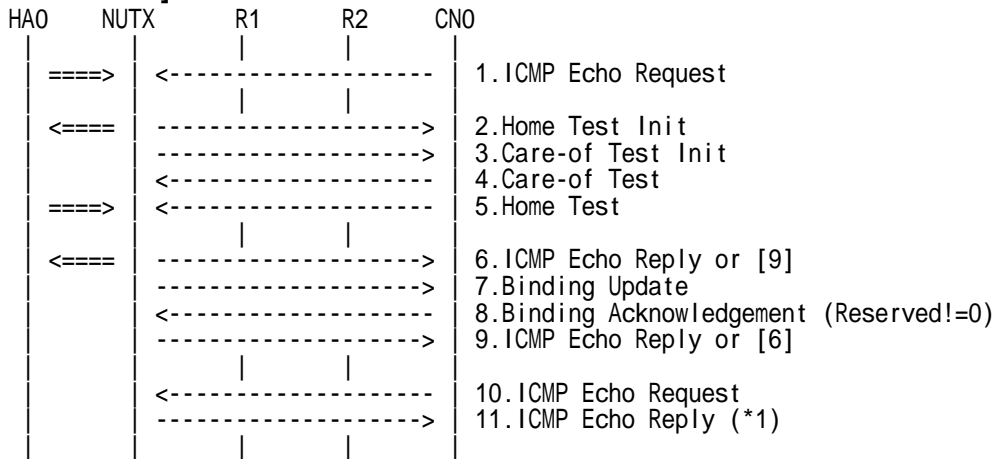 HA0 NUTX R1 R2 CN0
| | | | |
| ====> | <--------------------- | 1.ICMP Echo Request
| | | | |
| <==== | ---------------------> | 2.Home Test Init
| | ---------------------> | 3.Care-of Test Init
| | <--------------------- | 4.Care-of Test
| ====> | <--------------------- | 5.Home Test
| | | | |
| <==== | ---------------------> | 6.ICMP Echo Reply or [9]
| | ---------------------> | 7.Binding Update
| | <--------------------- | 8.Binding Acknowledgement (Reserved!=0)
| | ---------------------> | 9.ICMP Echo Reply or [6]
| | | | |
| | <--------------------- | 10.ICMP Echo Request
| | ---------------------> | 11.ICMP Echo Reply (*1)
| | | | |